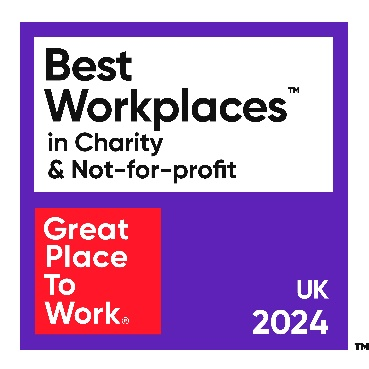 Best
Workplaces™
in Charity
& Not-for-profit
Great
Place
To
Work®
UK
2024
™